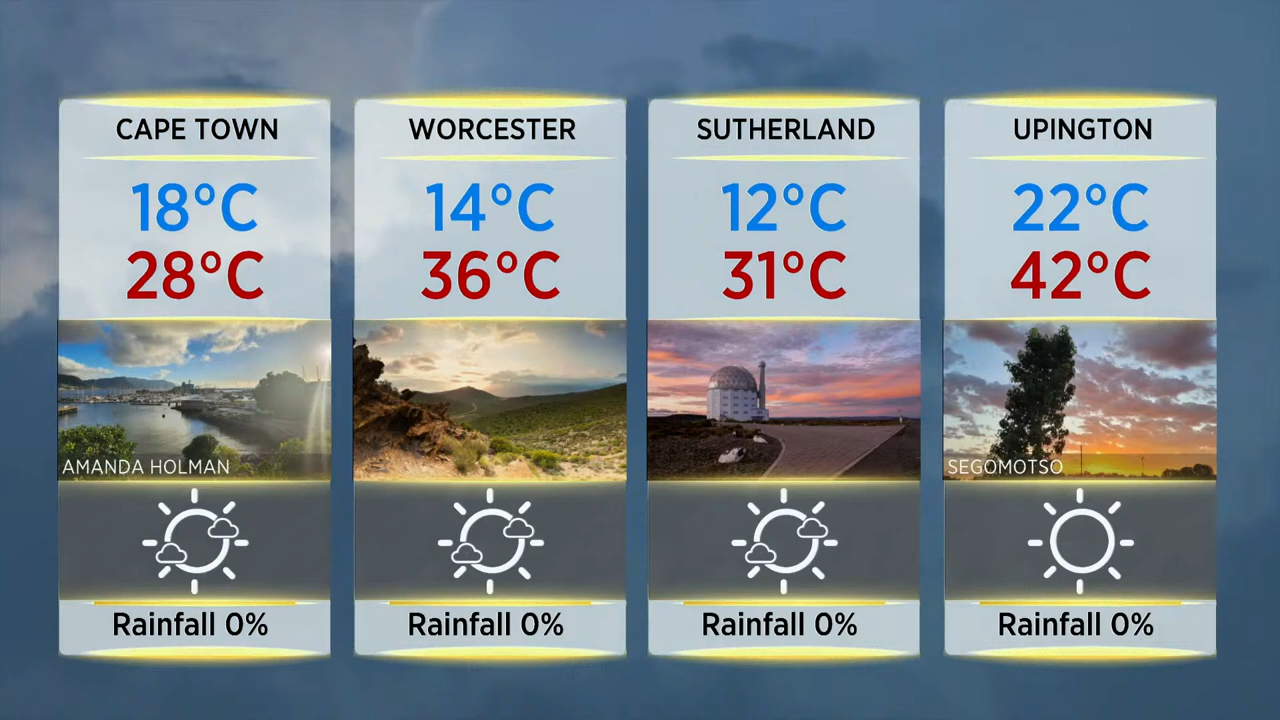 CAPE TOWN
18°C
28°C
AMANDA HOLMAN
Rainfall 0%
WORCESTER
14°C
36°C
Rainfall 0%
SUTHERLAND
12°C
31°C
Rainfall 0%
UPINGTON
22°C
42°C
SEGOMOTSO
Rainfall 0%